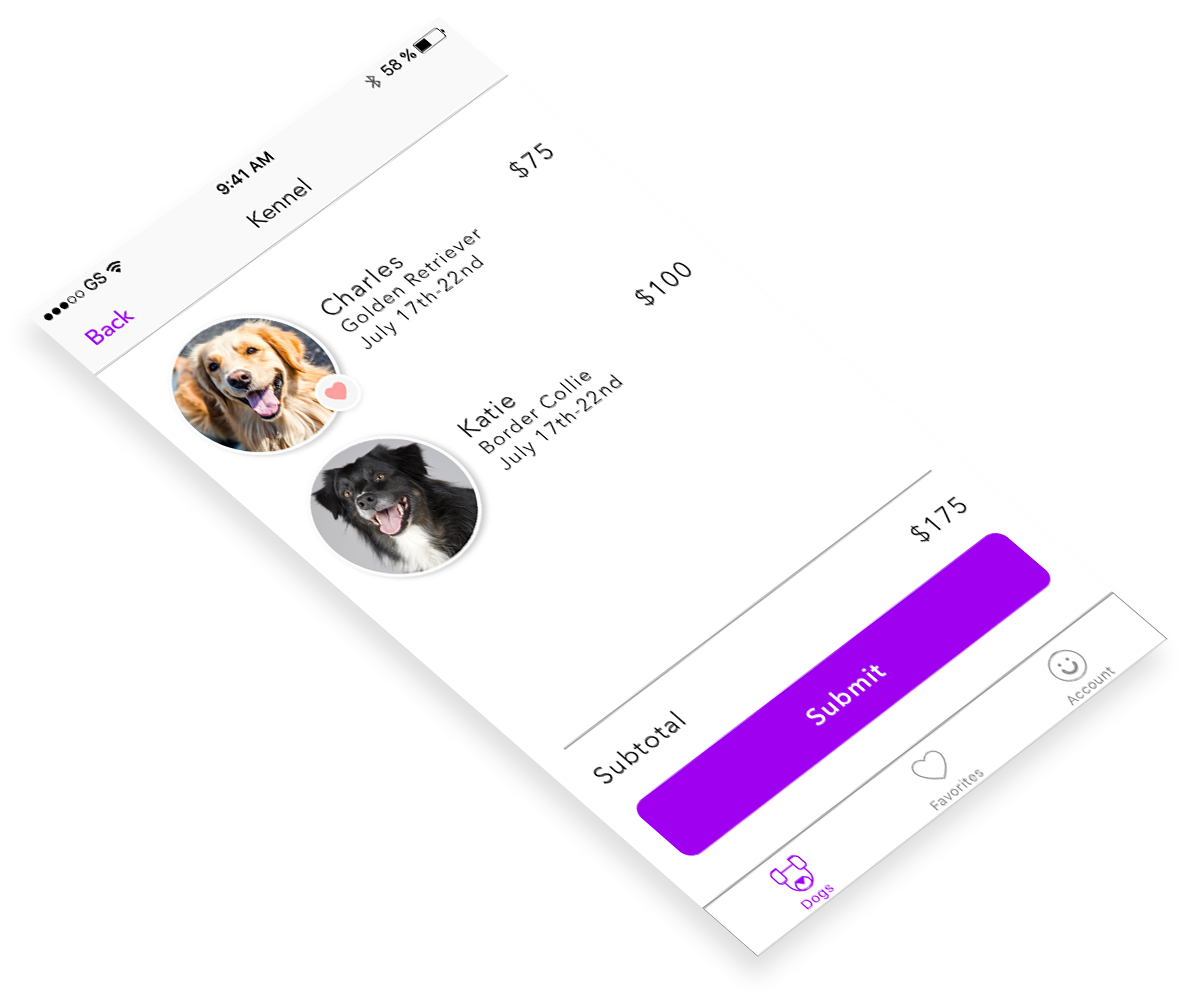 GS 9:41 AM 58 %
Back Kennel
Charles $75
Golden Retriever
July 17th-22nd
Katie $100
Border Collie
July 17th-22nd
Subtotal $175
Submit
Dogs Favorites Account